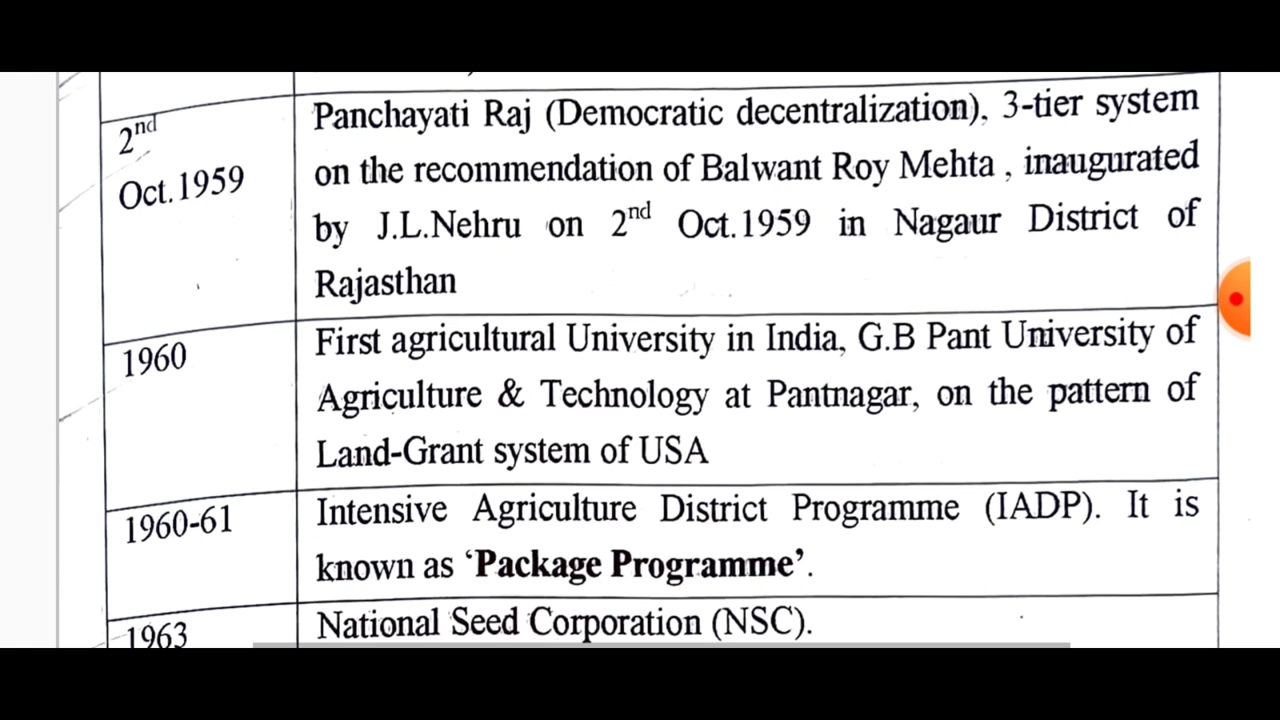 2nd
Oct.1959
Panchayati Raj (Democratic decentralization), 3-tier system
on the recommendation of Balwant Roy Mehta , inaugurated
by J.L.Nehru on 2nd Oct.1959 in Nagaur District of
Rajasthan
1960
First agricultural University in India, G.B Pant University of
Agriculture & Technology at Pantnagar, on the pattern of
Land-Grant system of USA
1960-61
Intensive Agriculture District Programme (IADP). It is
known as ‘Package Programme’.
1963
National Seed Corporation (NSC).